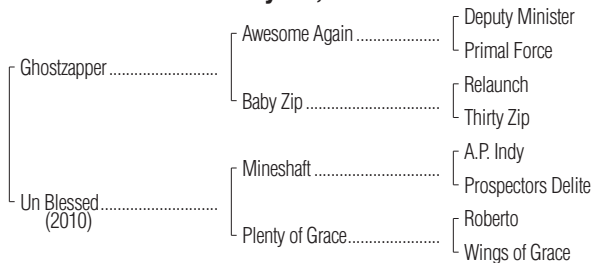 Deputy Minister
Awesome Again
Primal Force
Ghostzapper
Relaunch
Baby Zip
Thirty Zip
A.P. Indy
Mineshaft
Prospectors Delite
Un Blessed
(2010)
Roberto
Plenty of Grace
Wings of Grace